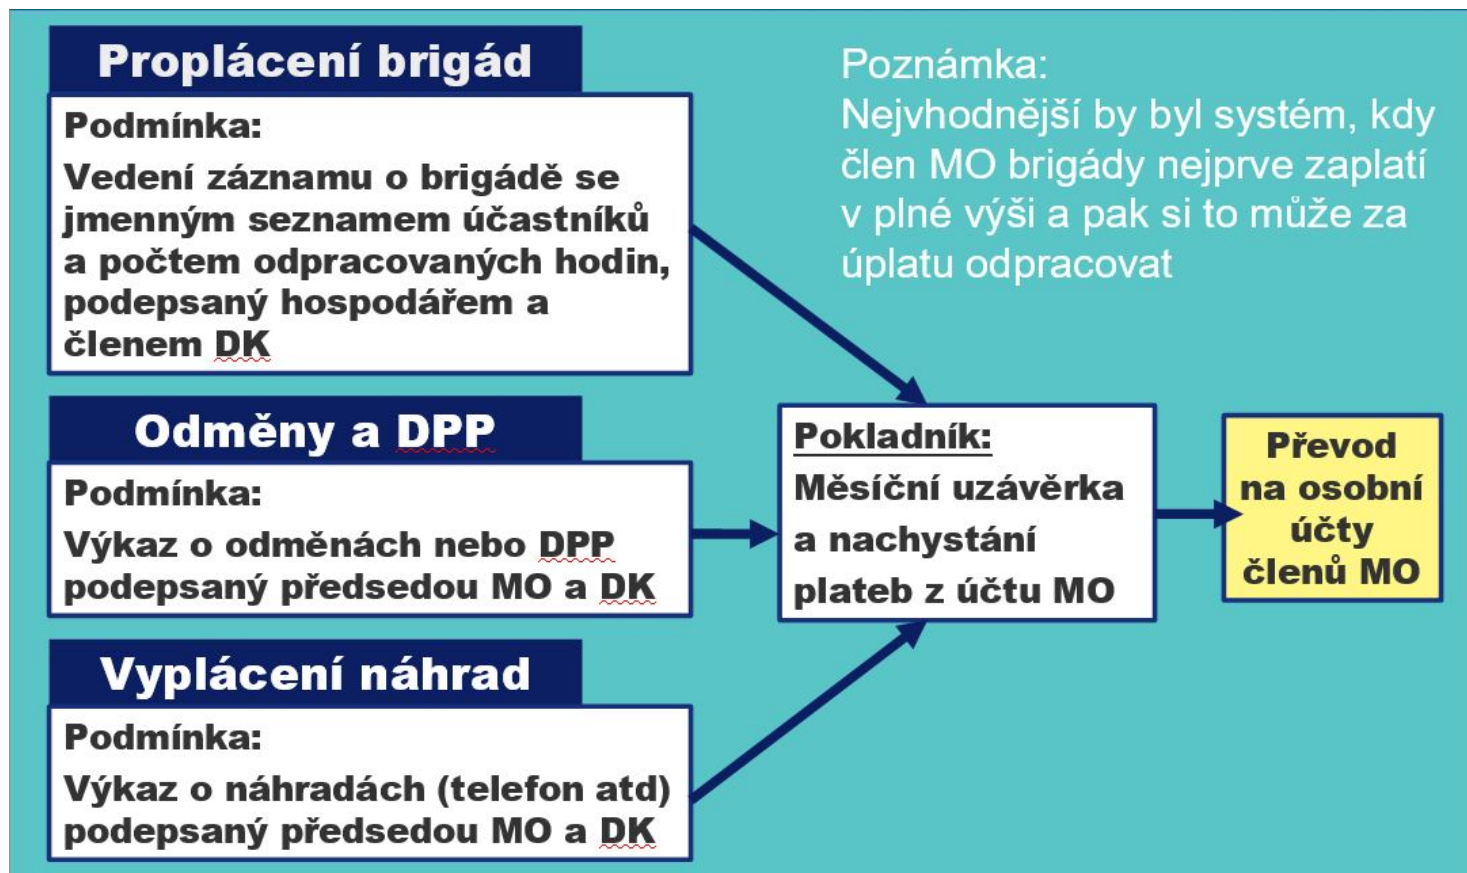 Proplácení brigád
Podmínka:
Vedení záznamu o brigádě se
jmenným seznamem účastníků
a počtem odpracovaných hodin,
podepsaný hospodářem a
členem DK
Poznámka:
Nejvhodnější by byl systém, kdy
člen MO brigády nejprve zaplatí
v plné výši a pak si to může za
úplatu odpracovat
Odměny a DPP
Podmínka:
Výkaz o odměnách nebo DPP
podepsaný předsedou MO a DK
Vyplácení náhrad
Podmínka:
Výkaz o náhradách (telefon atd)
podepsaný předsedou MO a DK
Pokladník:
Měsíční uzávěrka
a nachystání
plateb z účtu MO
Převod
na osobní
účty
členů MO